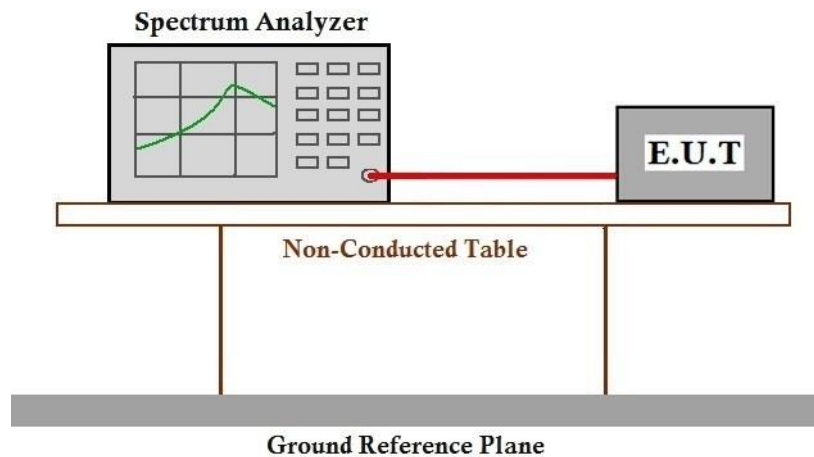 Spectrum Analyzer
E.U.T
Non-Conducted Table
Ground Reference Plane